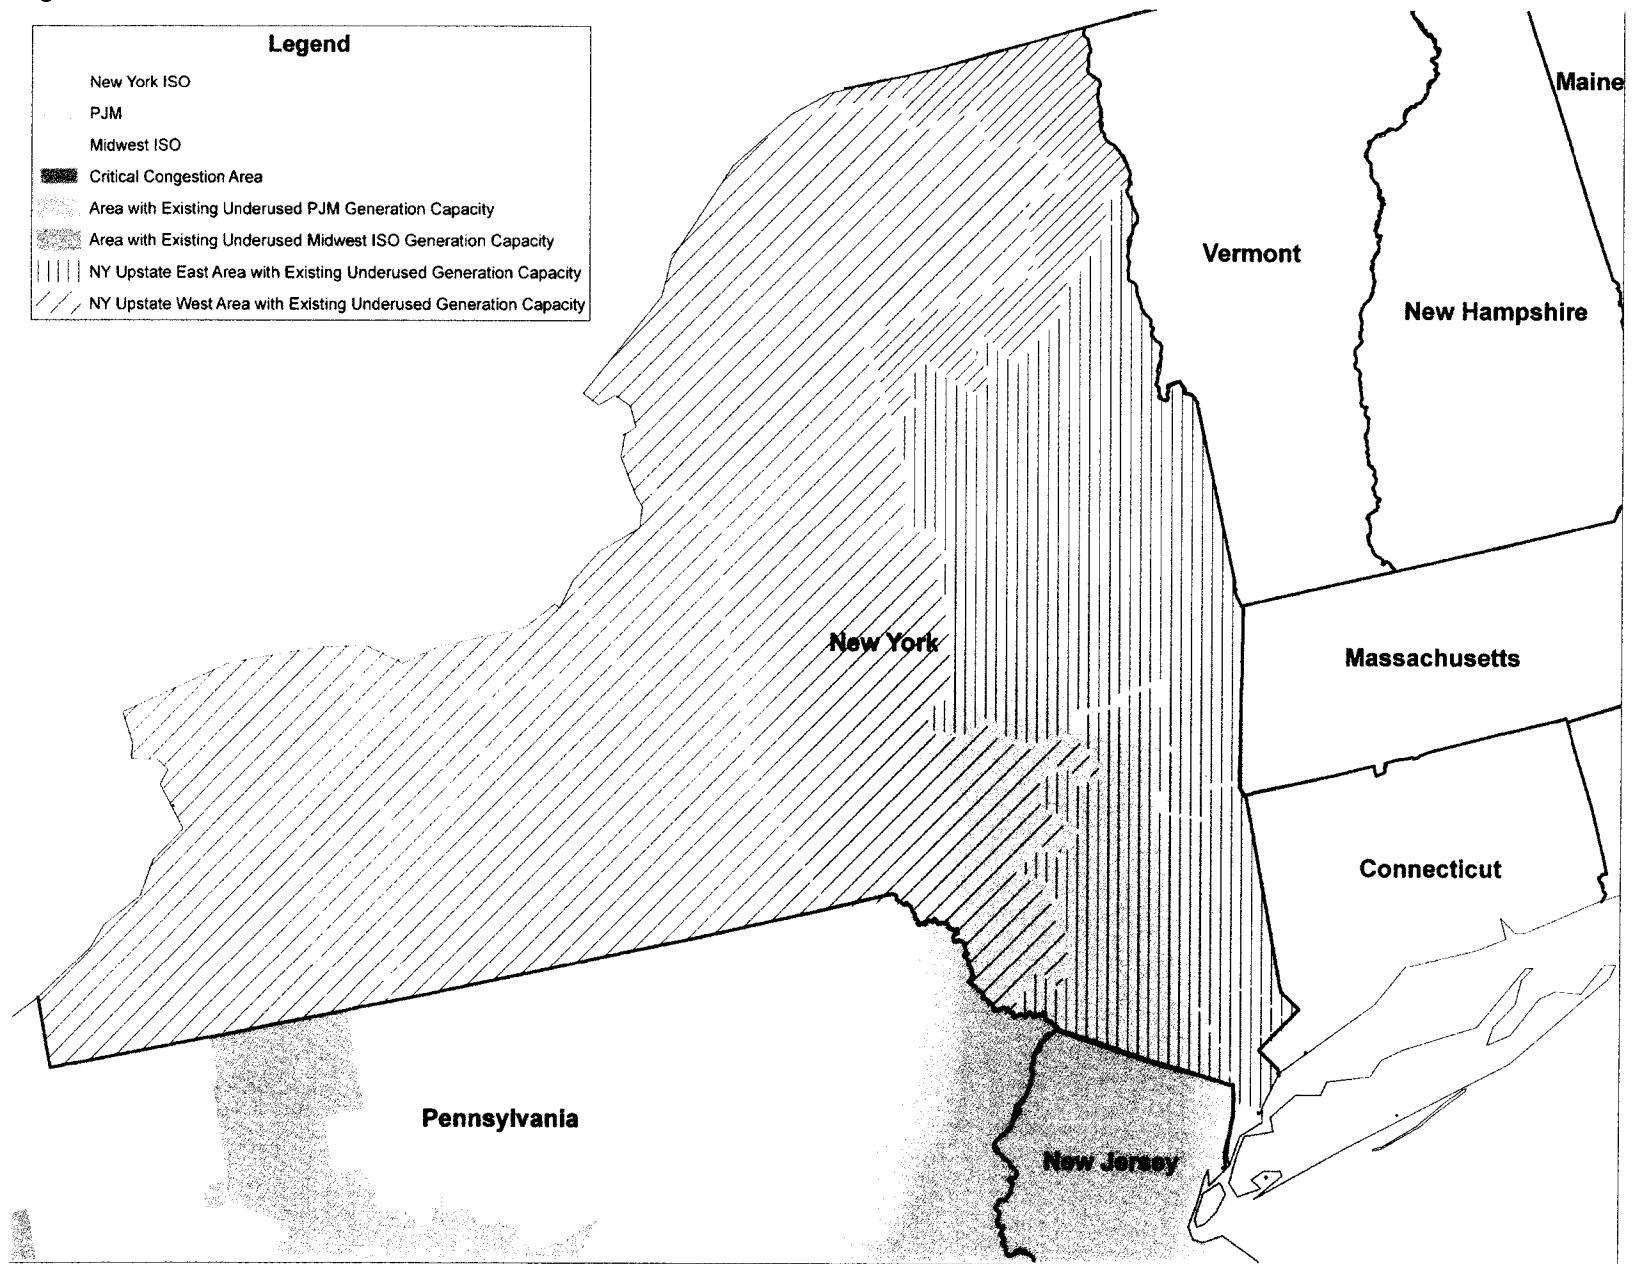 Legend
New York ISO
PJM
Midwest ISO
Critical Congestion Area
Area with Existing Underused PJM Generation Capacity
Area with Existing Underused Midwest ISO Generation Capacity
NY Upstate East Area with Existing Underused Generation Capacity
NY Upstate West Area with Existing Underused Generation Capacity
Maine
Vermont
New Hampshire
New York
Massachusetts
Connecticut
Pennsylvania
New Jersey